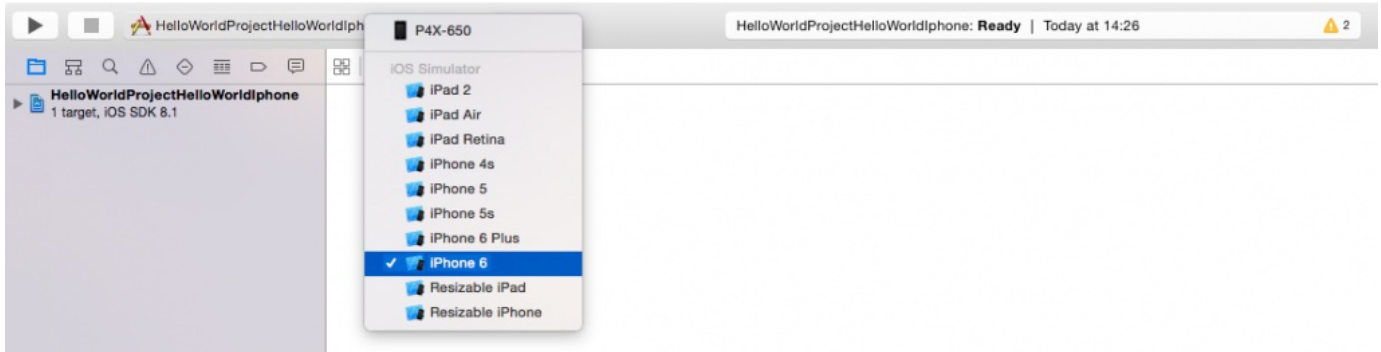 HelloWorldProjectHelloWorldIph
P4X-650
HelloWorldProjectHelloWorldIphone: Ready | Today at 14:26
2
iOS Simulator
iPad 2
HelloWorldProjectHelloWorldIphone
1 target, iOS SDK 8.1
iPad Air
iPad Retina
iPhone 4s
iPhone 5
iPhone 5s
iPhone 6 Plus
iPhone 6
Resizable iPad
Resizable iPhone